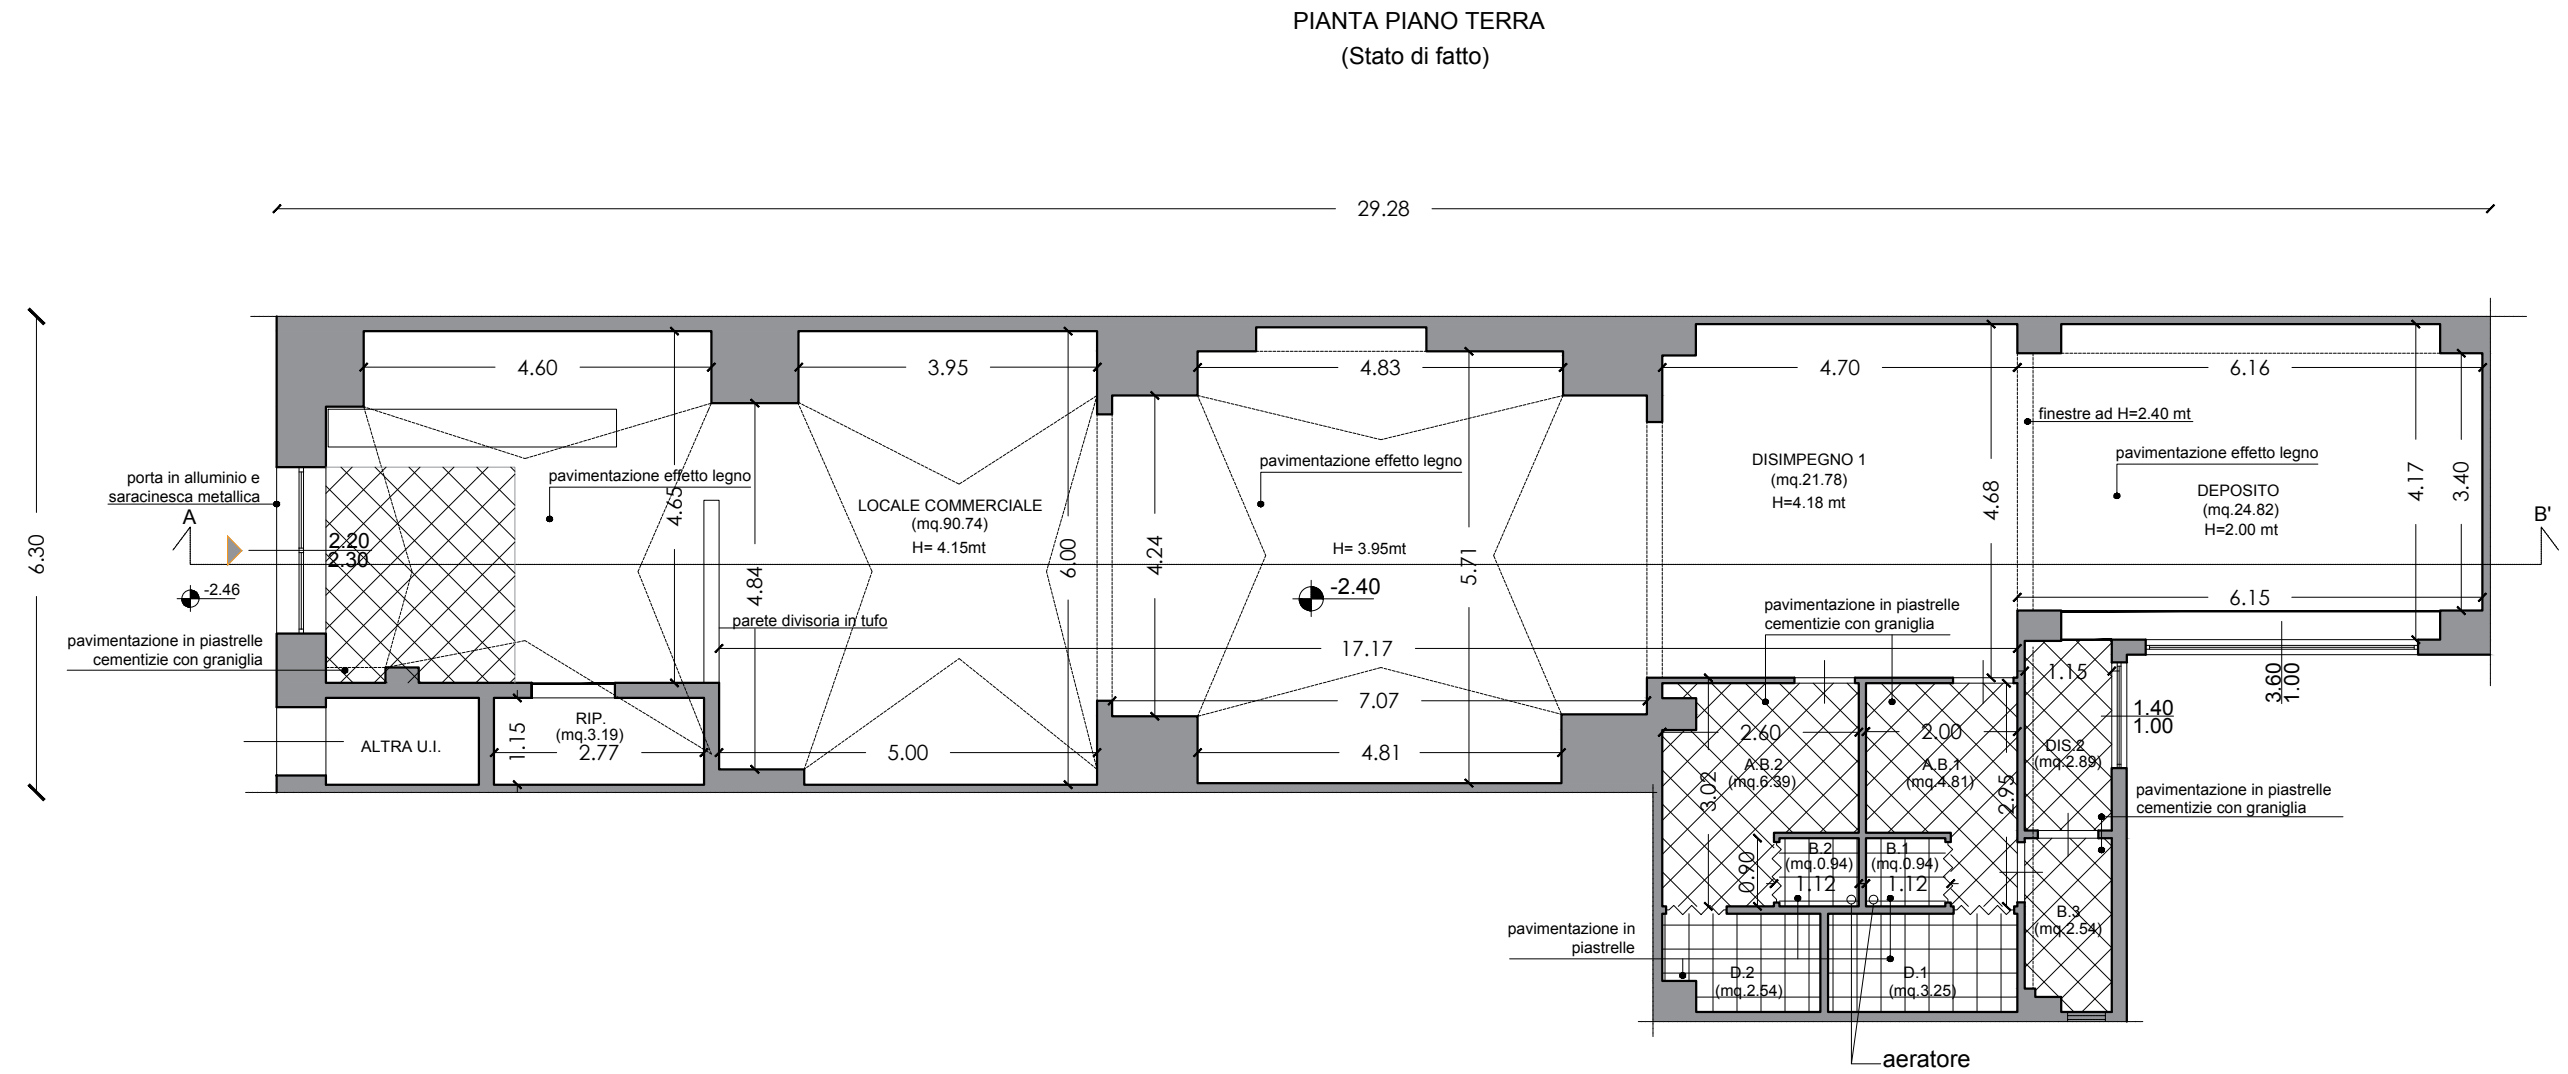 PIANTA PIANO TERRA
(Stato di fatto)
29.28
6.30
4.60
3.95
4.83
4.70
6.16
finestre ad H=2.40 mt
pavimentazione effetto legno
pavimentazione effetto legno
pavimentazione effetto legno
porta in alluminio e
saracinesca metallica
A
B'
2.20
2.30
-2.46
4.65
4.84
LOCALE COMMERCIALE
(mq.90.74)
H= 4.15mt
6.00
4.24
H= 3.95mt
-2.40
5.71
DISIMPEGNO 1
(mq.21.78)
H=4.18 mt
4.68
DEPOSITO
(mq.24.82)
H=2.00 mt
4.17
3.40
6.15
pavimentazione in piastrelle
cementizie con graniglia
parete divisoria in tufo
17.17
pavimentazione in piastrelle
cementizie con graniglia
7.07
1.15
3.60
1.00
1.40
1.00
ALTRA U.I.
1.15
RIP.
(mq.3.19)
2.77
5.00
4.81
2.60
2.00
A.B.2
(mq.6.39)
3.02
A.B.1
(mq.4.81)
2.95
DIS.2
(mq.2.89)
pavimentazione in piastrelle
cementizie con graniglia
0.90
B.2
(mq.0.94)
1.12
B.1
(mq.0.94)
1.12
B.3
(mq.2.54)
pavimentazione in
piastrelle
D.2
(mq.2.54)
D.1
(mq.3.25)
aeratore